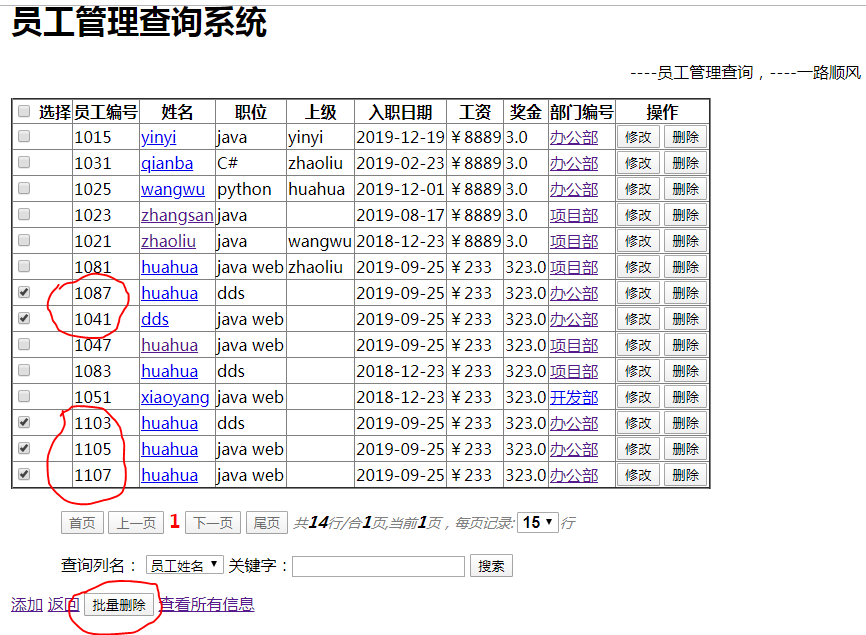 员工管理查询系统
----员工管理查询，----一路顺风
选择 员工编号 姓名 职位 上级 入职日期 工资 奖金 部门编号 操作
1015 yinyi java yinyi 2019-12-19 ￥8889 3.0 办公部 修改 删除
1031 qianba C# zhaoliu 2019-02-23 ￥8889 3.0 办公部 修改 删除
1025 wangwu python huahua 2019-12-01 ￥8889 3.0 办公部 修改 删除
1023 zhangsan java 2019-08-17 ￥8889 3.0 项目部 修改 删除
1021 zhaoliu java wangwu 2018-12-23 ￥8889 3.0 项目部 修改 删除
1081 huahua java web zhaoliu 2019-09-25 ￥233 323.0 项目部 修改 删除
1087 huahua dds 2019-09-25 ￥233 323.0 办公部 修改 删除
1041 dds java web 2019-09-25 ￥233 323.0 办公部 修改 删除
1047 huahua java web 2019-09-25 ￥233 323.0 项目部 修改 删除
1083 huahua dds 2018-12-23 ￥233 323.0 项目部 修改 删除
1051 xiaoyang java web 2018-12-23 ￥233 323.0 开发部 修改 删除
1103 huahua dds 2019-09-25 ￥233 323.0 办公部 修改 删除
1105 huahua java web 2019-09-25 ￥233 323.0 办公部 修改 删除
1107 huahua java web 2019-09-25 ￥233 323.0 办公部 修改 删除
首页 上一页 1 下一页 尾页 共14行/合1页,当前1页，每页记录: 15 行
查询列名： 员工姓名 关键字： 搜索
添加 返回 批量删除 查看所有信息